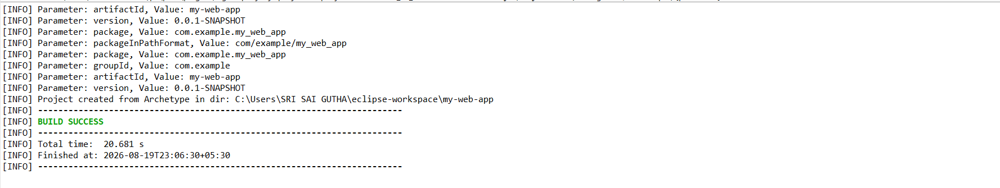 [INFO] Parameter: artifactId, Value: my-web-app
[INFO] Parameter: version, Value: 0.0.1-SNAPSHOT
[INFO] Parameter: package, Value: com.example.my_web_app
[INFO] Parameter: packageInPathFormat, Value: com/example/my_web_app
[INFO] Parameter: package, Value: com.example.my_web_app
[INFO] Parameter: groupId, Value: com.example
[INFO] Parameter: artifactId, Value: my-web-app
[INFO] Parameter: version, Value: 0.0.1-SNAPSHOT
[INFO] Project created from Archetype in dir: C:\Users\SRI SAI GUTHA\eclipse-workspace\my-web-app
[INFO] ------------------------------------------------------------------------
[INFO] BUILD SUCCESS
[INFO] ------------------------------------------------------------------------
[INFO] Total time:  20.681 s
[INFO] Finished at: 2026-08-19T23:06:30+05:30
[INFO] ------------------------------------------------------------------------